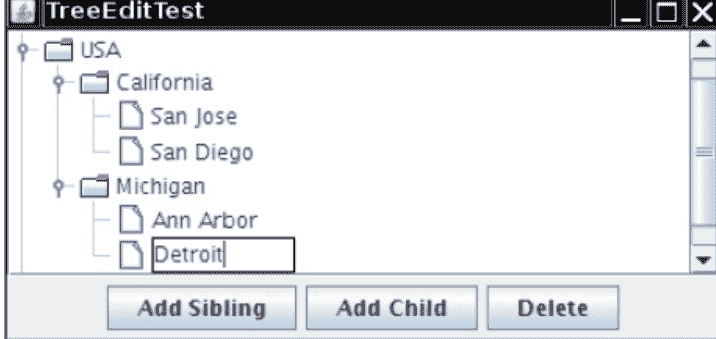 TreeEditTest
USA
California
San Jose
San Diego
Michigan
Ann Arbor
Detroit
Add Sibling Add Child Delete